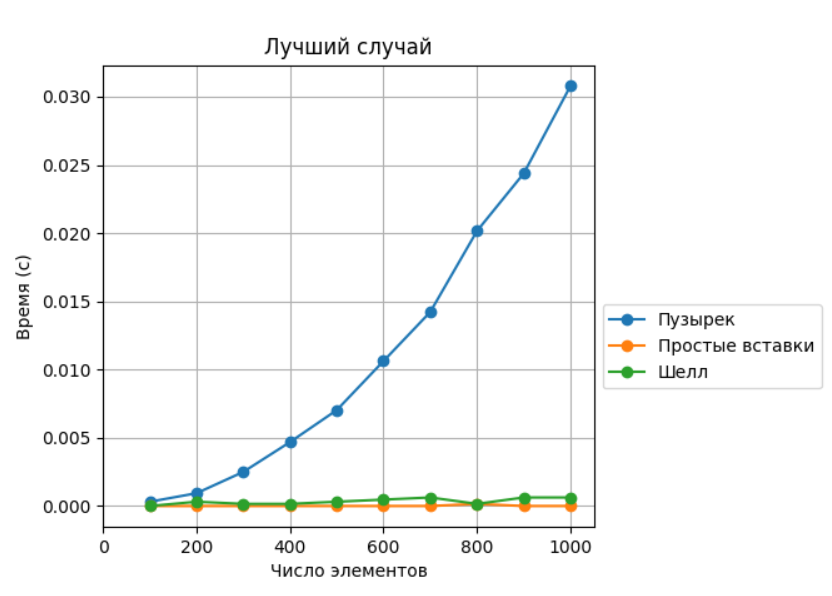 Лучший случай
0.030
0.025
0.020
0.015
0.010
0.005
0.000
Время (с)
0 200 400 600 800 1000
Число элементов
Пузырек
Простые вставки
Шелл